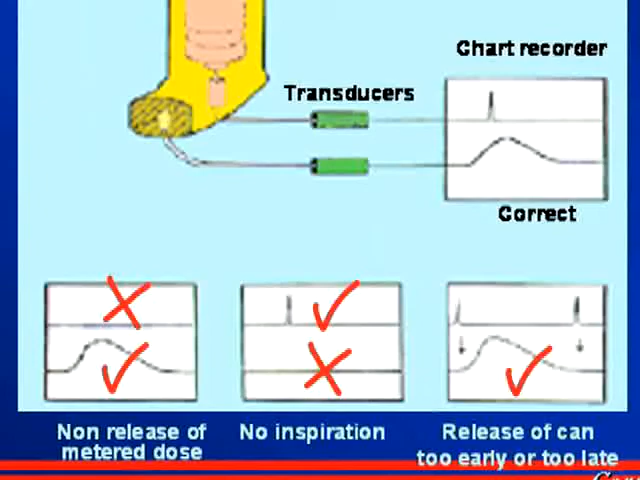 Chart recorder
Transducers
Correct
Non release of
metered dose
No inspiration
Release of can
too early or too late